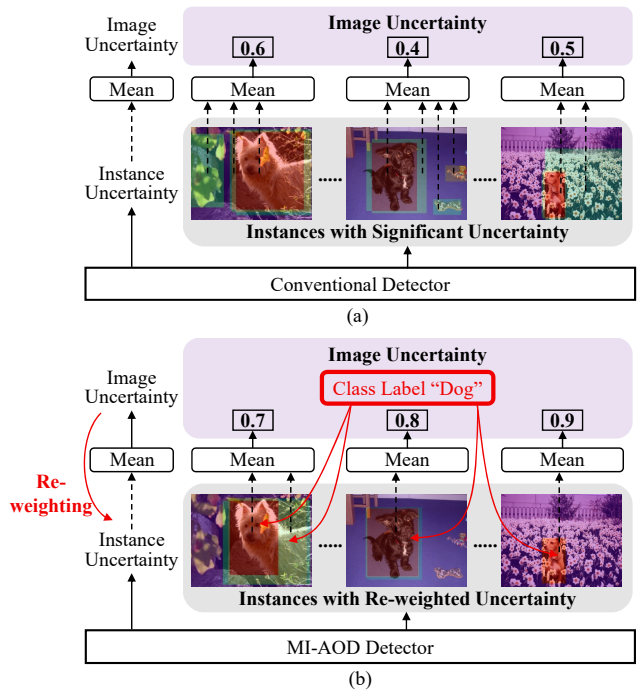 Image
Uncertainty
Image Uncertainty
0.6
0.4
0.5
Mean
Mean
Mean
Mean
Instance
Uncertainty
.....
.....
Instances with Significant Uncertainty
Conventional Detector
(a)
Image
Uncertainty
Image Uncertainty
Class Label “Dog”
0.7
0.8
0.9
Mean
Mean
Mean
Mean
Re-
weighting
Instance
Uncertainty
.....
.....
Instances with Re-weighted Uncertainty
MI-AOD Detector
(b)